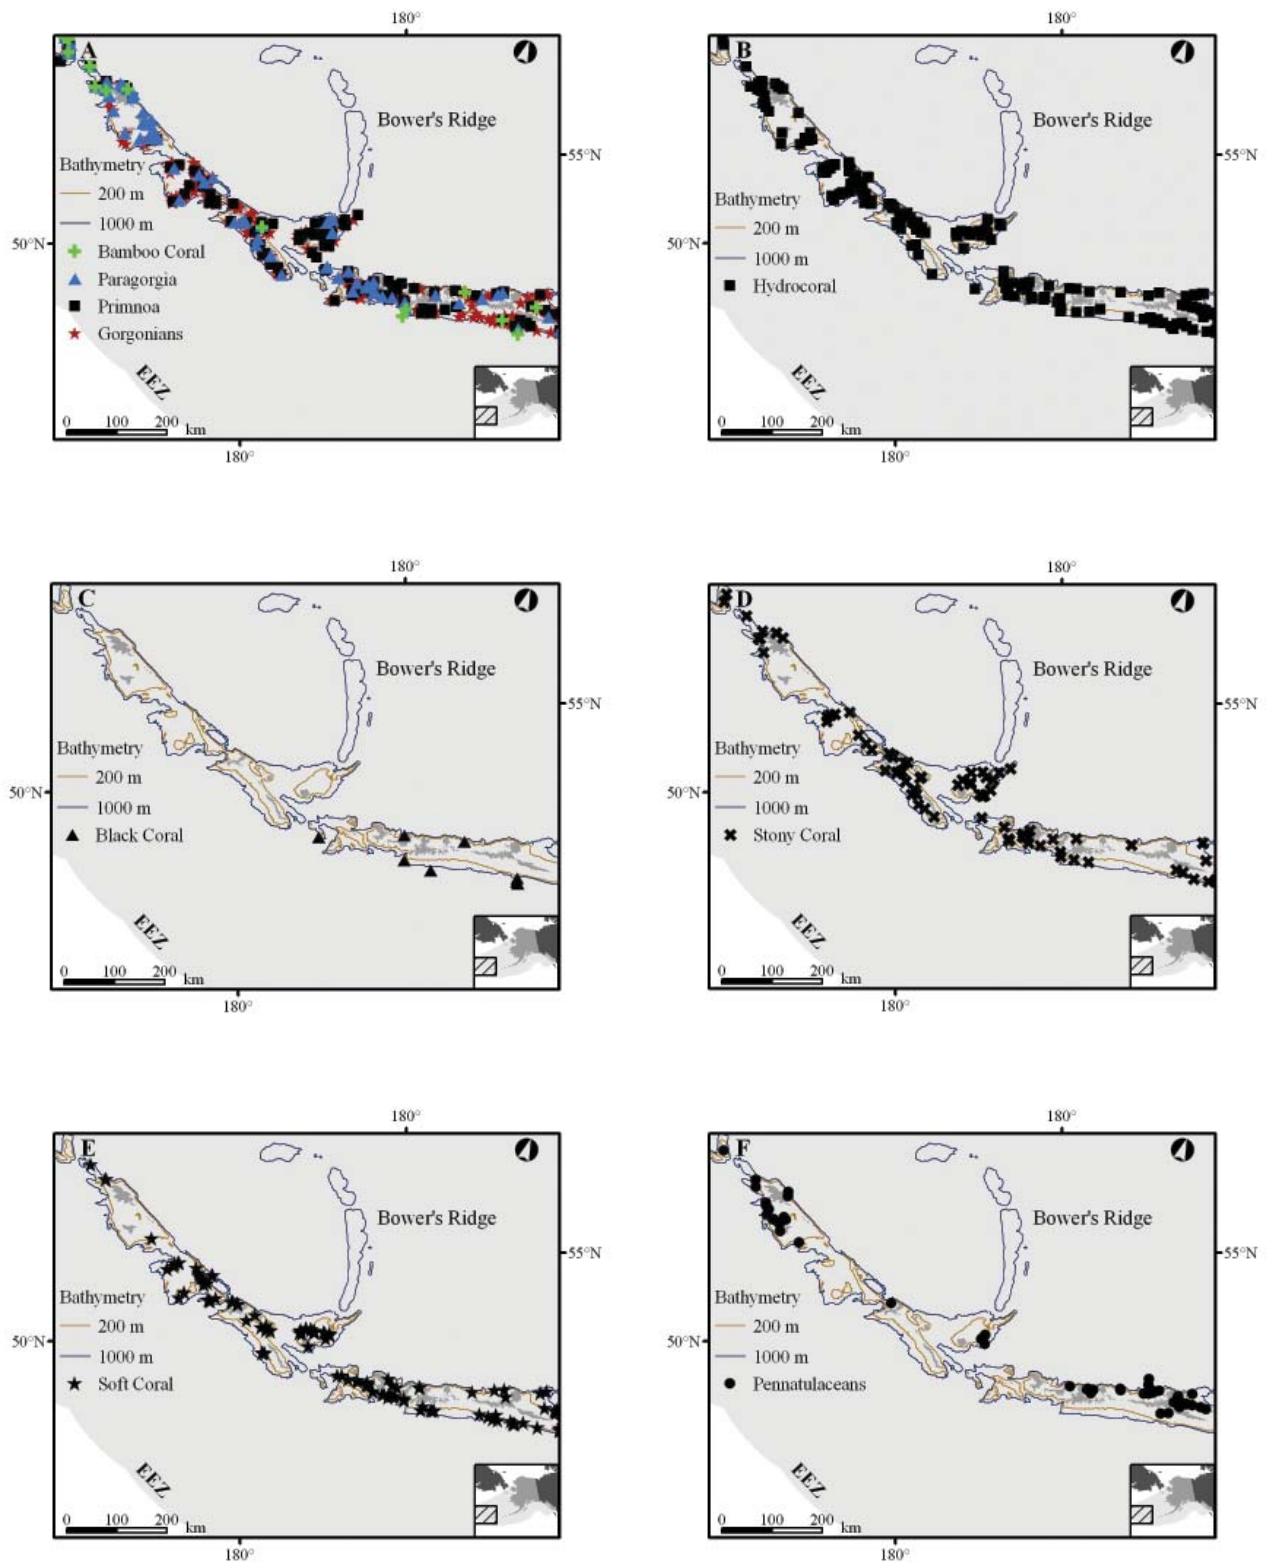 180°
A
Bower's Ridge
55°N
Bathymetry
200 m
1000 m
50°N
Bamboo Coral
Paragorgia
Primnoa
Gorgonians
EEZ
0 100 200 km
180°
180°
B
Bower's Ridge
55°N
Bathymetry
200 m
50°N
1000 m
Hydrocoral
EEZ
0 100 200 km
180°
180°
C
Bower's Ridge
55°N
Bathymetry
200 m
50°N
1000 m
Black Coral
EEZ
0 100 200 km
180°
180°
D
Bower's Ridge
55°N
Bathymetry
200 m
50°N
1000 m
Stony Coral
EEZ
0 100 200 km
180°
180°
E
Bower's Ridge
55°N
Bathymetry
200 m
50°N
1000 m
Soft Coral
EEZ
0 100 200 km
180°
180°
F
Bower's Ridge
55°N
Bathymetry
200 m
50°N
1000 m
Pennatulaceans
EEZ
0 100 200 km
180°